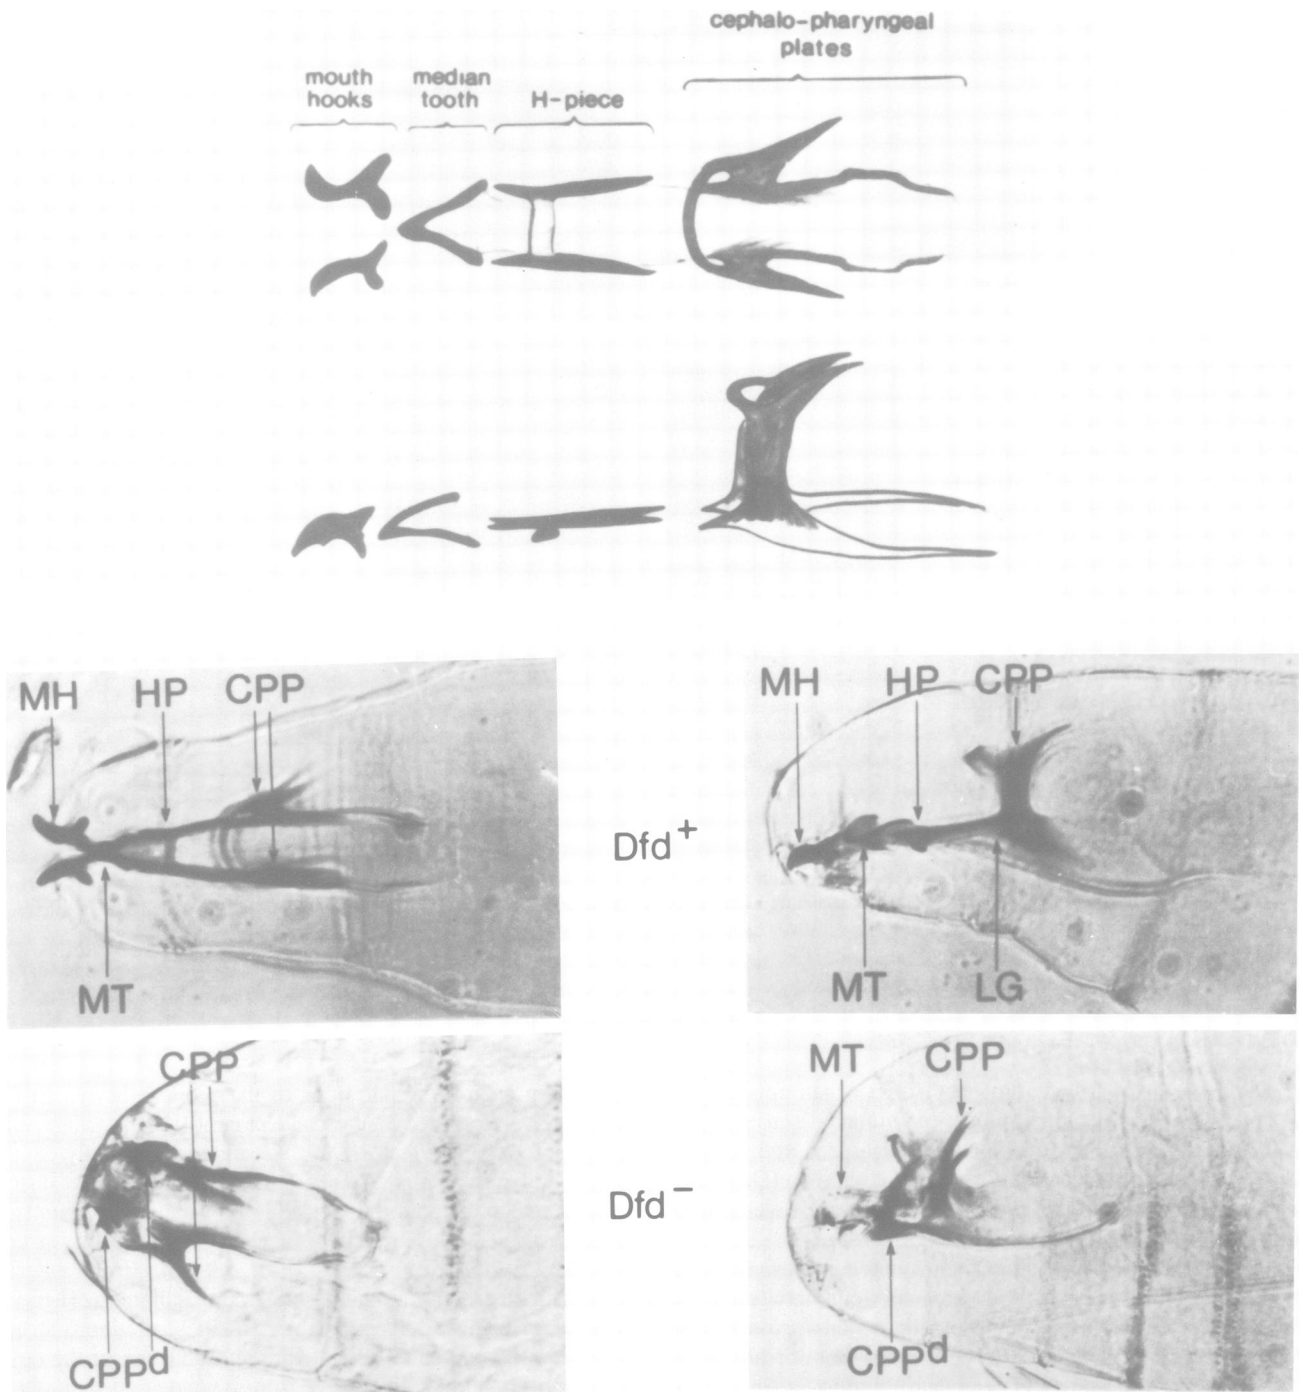 cephalo-pharyngeal
plates
mouth
hooks
median
tooth
H-piece
MH HP CPP
MT
Dfd+
MH HP CPP
MT LG
CPP
CPPd
Dfd-
MT CPP
CPPd